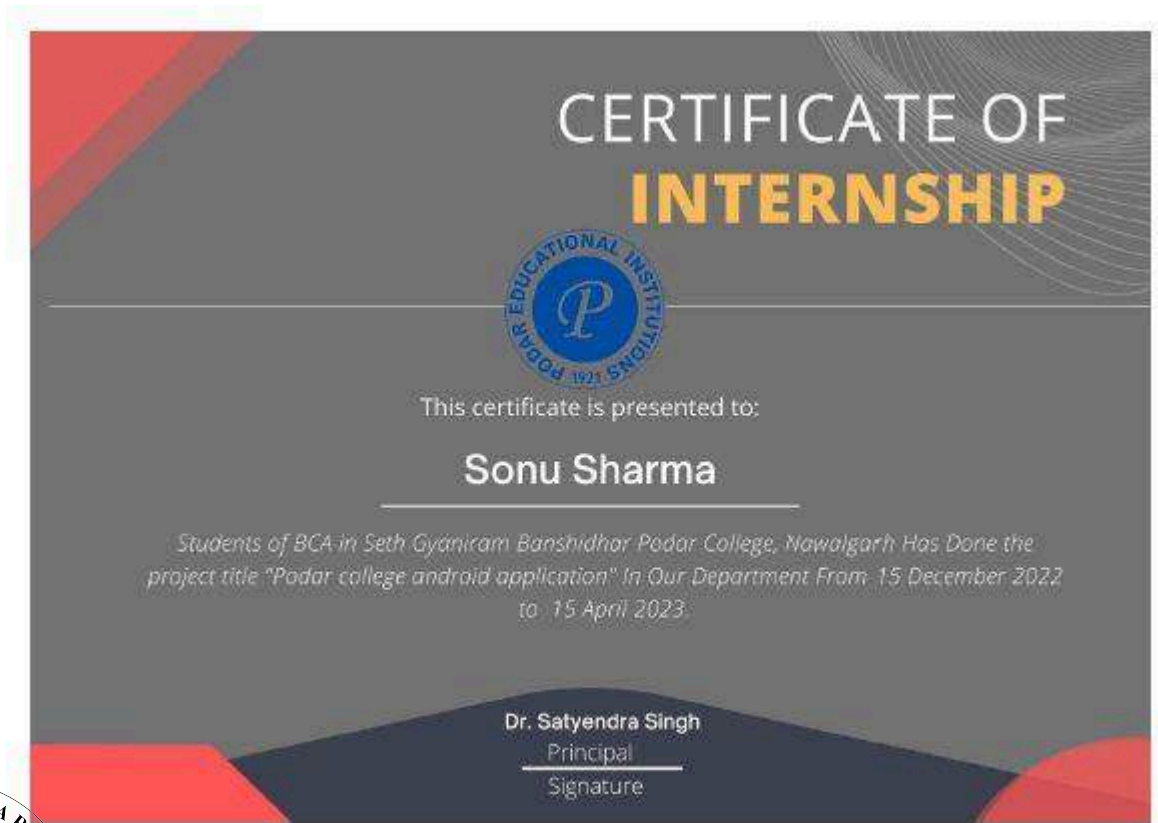 CERTIFICATE OF
INTERNSHIP
PODAR EDUCATIONAL INSTITUTIONS
P
1921
This certificate is presented to:
Sonu Sharma
Students of BCA in Seth Gyaniram Banshidhar Podar College, Nawalgarh Has Done the
project title "Podar college android application" In Our Department From 15 December 2022
to 15 April 2023.
Dr. Satyendra Singh
Principal
Signature